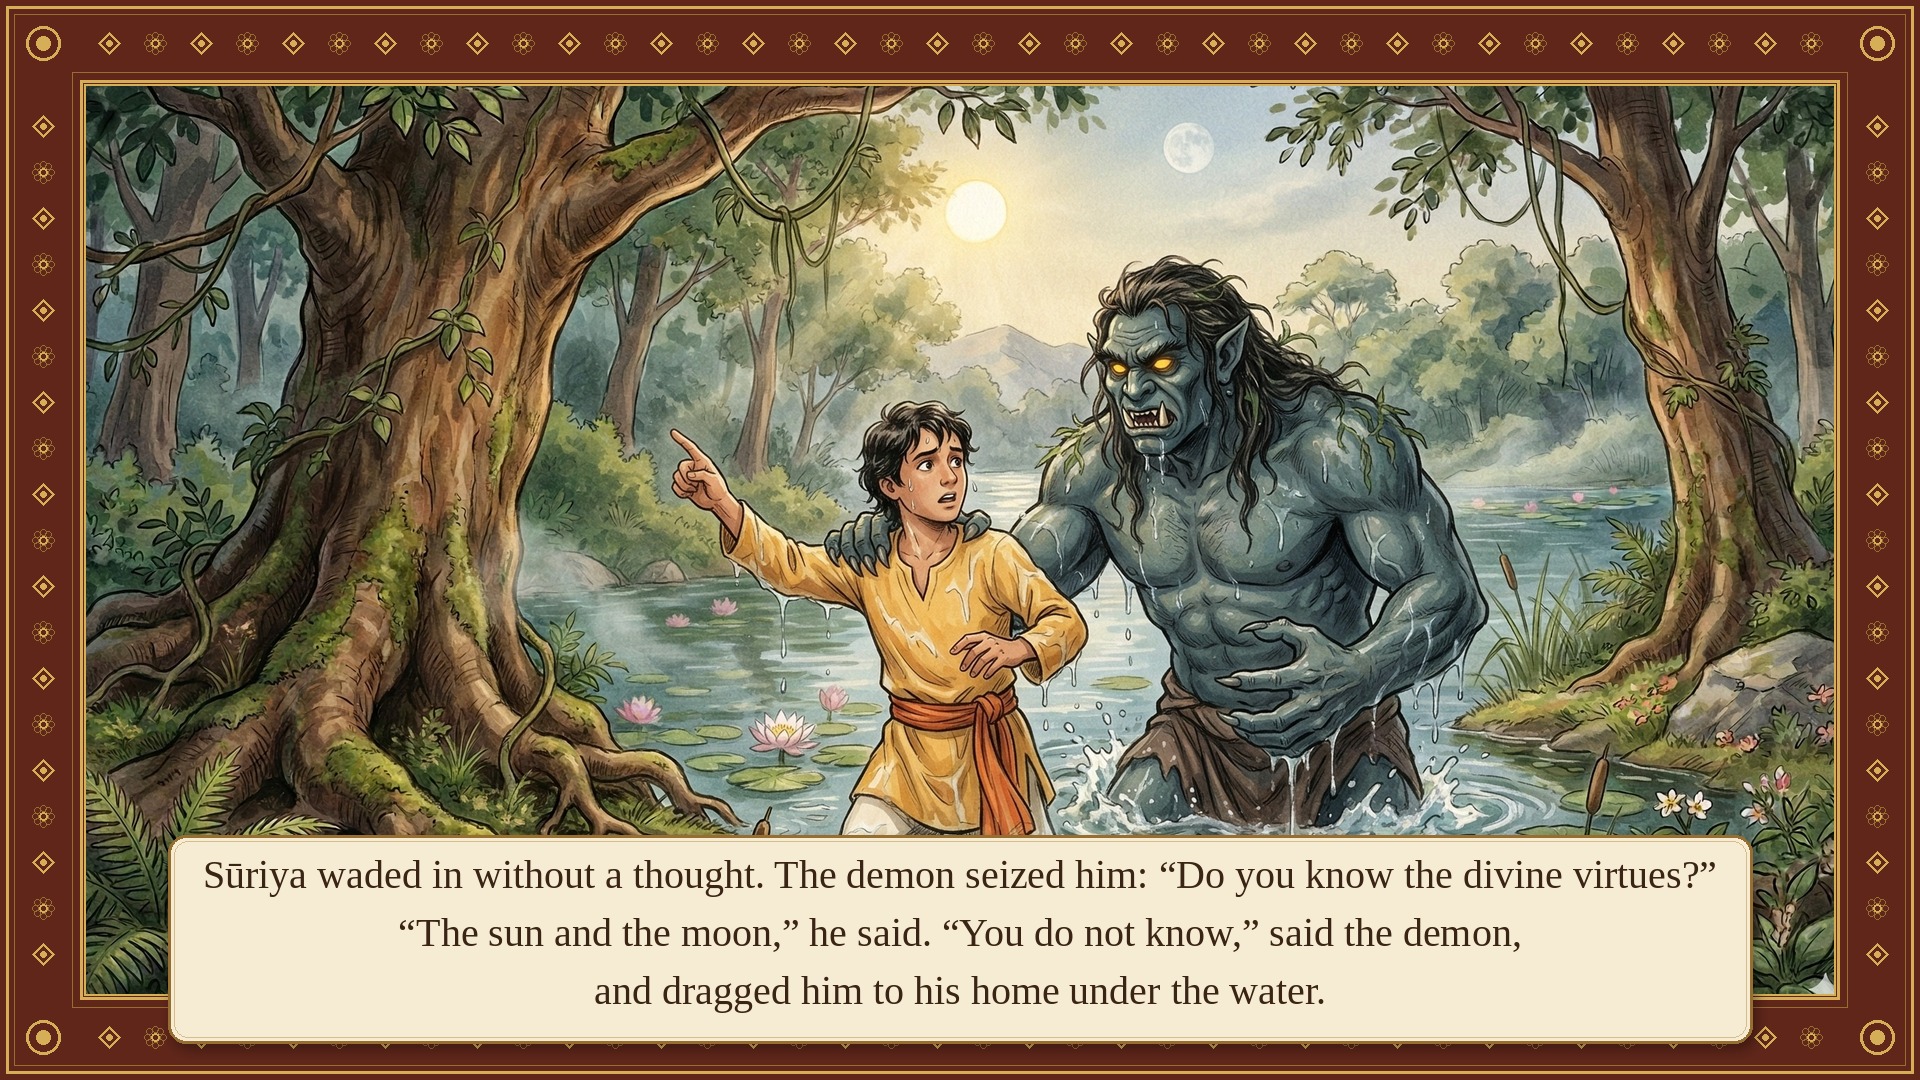 Sūriya waded in without a thought. The demon seized him: “Do you know the divine virtues?”
“The sun and the moon,” he said. “You do not know,” said the demon,
and dragged him to his home under the water.